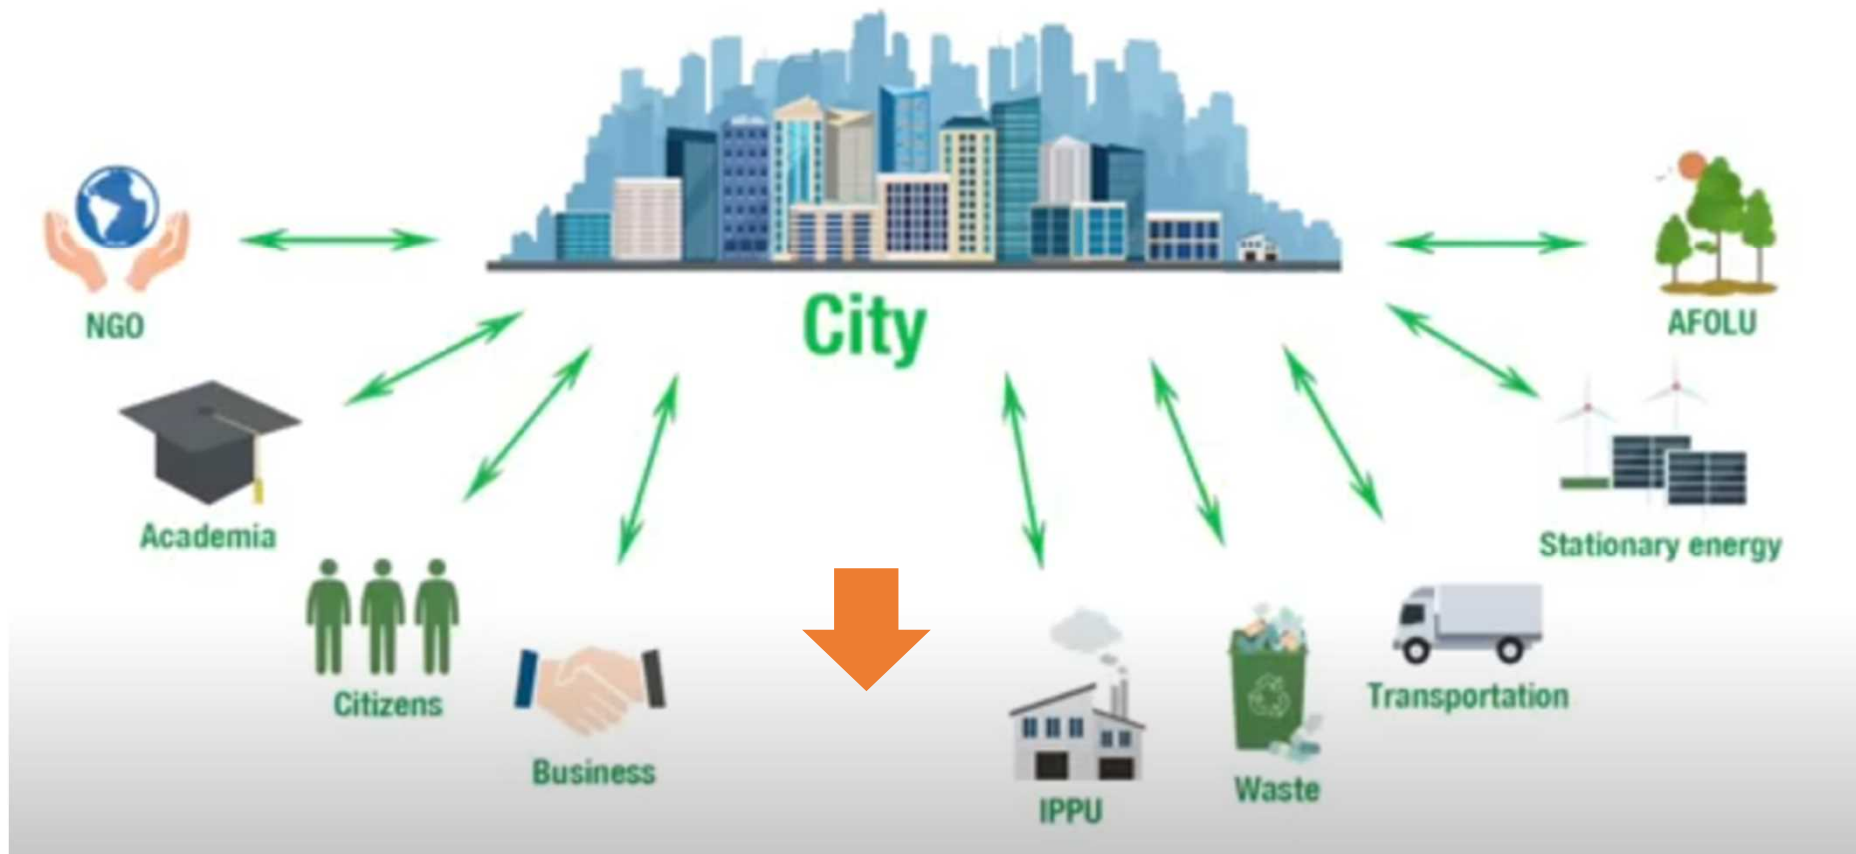 City
NGO
AFOLU
Academia
Stationary energy
Citizens
Transportation
Business
Waste
IPPU